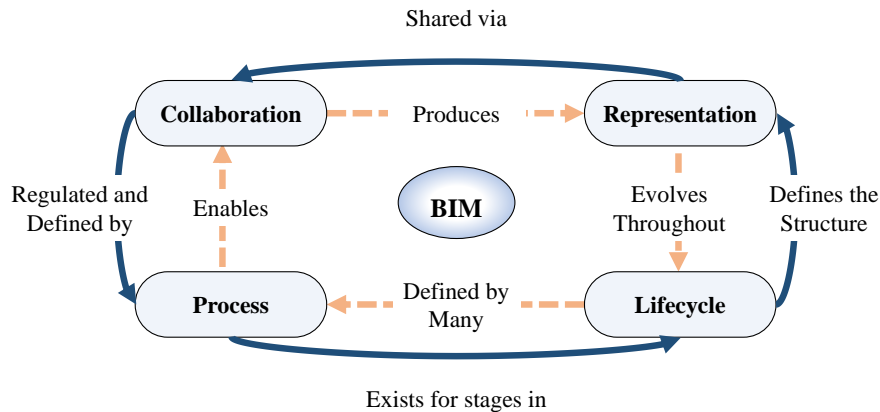 Shared via
Collaboration
Produces
Representation
Regulated and
Defined by
Enables
BIM
Evolves
Throughout
Defines the
Structure
Process
Defined by
Many
Lifecycle
Exists for stages in